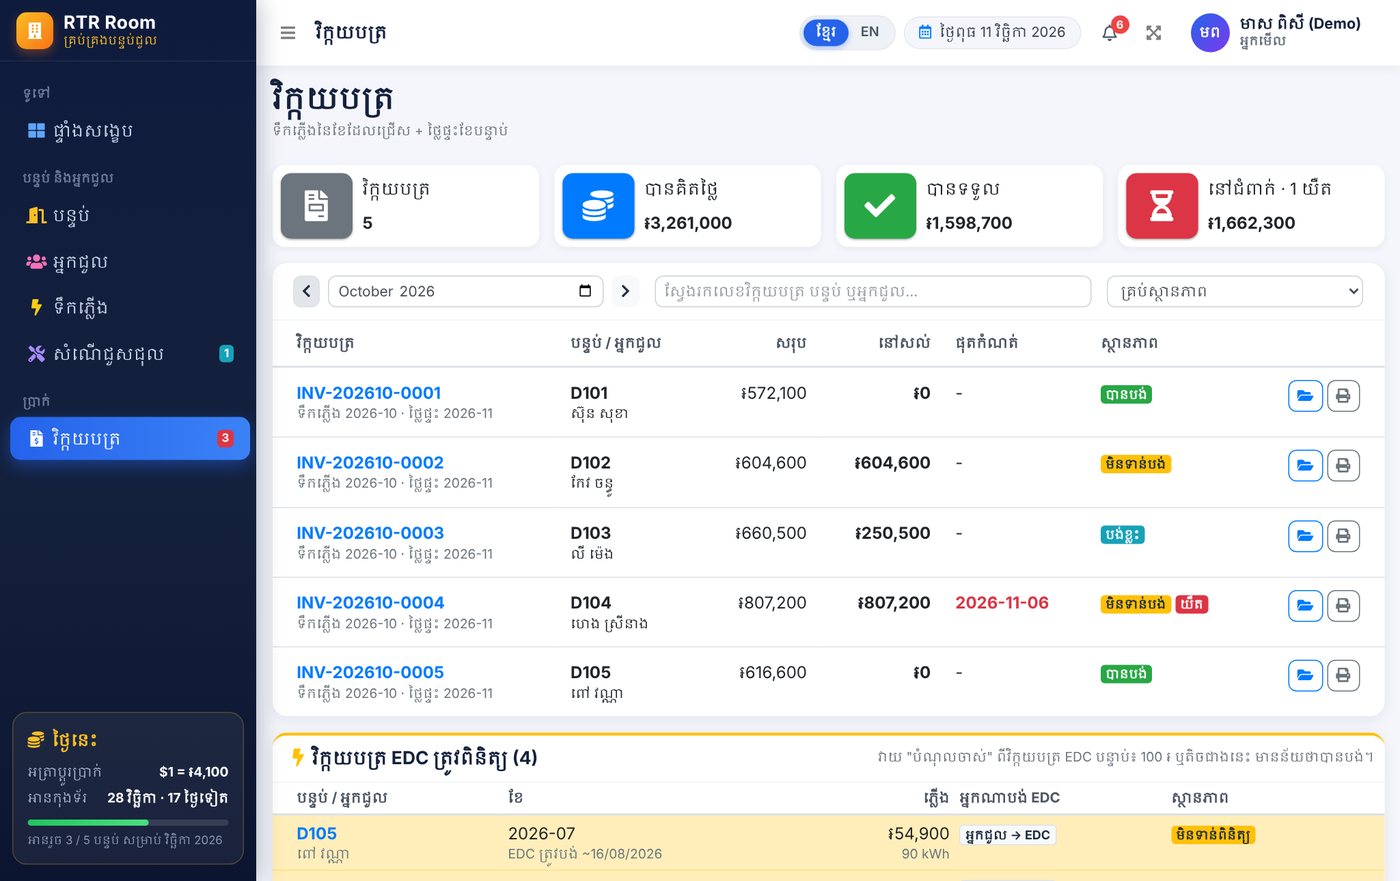 RTR Room
គ្រប់គ្រងបន្ទប់ជួល
ទូទៅ
ផ្ទាំងសង្ខេប
បន្ទប់ និងអ្នកជួល
បន្ទប់
អ្នកជួល
ទឹកភ្លើង
សំណើជួសជុល 1
ប្រាក់
វិក្កយបត្រ 3
ថ្ងៃនេះ
អត្រាប្ដូរប្រាក់ $1 = ៛4,100
អានកុងទ័រ 28 វិច្ឆិកា · 17 ថ្ងៃទៀត
អានរួច 3 / 5 បន្ទប់ សម្រាប់ វិច្ឆិកា 2026
វិក្កយបត្រ
ខ្មែរ EN
ថ្ងៃពុធ 11 វិច្ឆិកា 2026
6
មព
មាស ពិសី (Demo)
អ្នកមើល
វិក្កយបត្រ
ទឹកភ្លើងនៃខែដែលជ្រើស + ថ្លៃផ្ទះខែបន្ទាប់
វិក្កយបត្រ
5
បានគិតថ្លៃ
៛3,261,000
បានទទួល
៛1,598,700
នៅជំពាក់ · 1 យឺត
៛1,662,300
October 2026
ស្វែងរកលេខវិក្កយបត្រ បន្ទប់ ឬអ្នកជួល...
គ្រប់ស្ថានភាព
វិក្កយបត្រ បន្ទប់ / អ្នកជួល សរុប នៅសល់ ផុតកំណត់ ស្ថានភាព
INV-202610-0001 D101 ៛572,100 ៛0 - បានបង់
ទឹកភ្លើង 2026-10 · ថ្លៃផ្ទះ 2026-11 ស៊ុន សុខា
INV-202610-0002 D102 ៛604,600 ៛604,600 - មិនទាន់បង់
ទឹកភ្លើង 2026-10 · ថ្លៃផ្ទះ 2026-11 កែវ ចន្ធូ
INV-202610-0003 D103 ៛660,500 ៛250,500 - បង់ខ្លះ
ទឹកភ្លើង 2026-10 · ថ្លៃផ្ទះ 2026-11 លី ម៉េង
INV-202610-0004 D104 ៛807,200 ៛807,200 2026-11-06 មិនទាន់បង់ យឺត
ទឹកភ្លើង 2026-10 · ថ្លៃផ្ទះ 2026-11 ហេង ស្រីនាង
INV-202610-0005 D105 ៛616,600 ៛0 - បានបង់
ទឹកភ្លើង 2026-10 · ថ្លៃផ្ទះ 2026-11 ពៅ វណ្ណា
វិក្កយបត្រ EDC ត្រូវពិនិត្យ (4)
វាយ "បំណុលចាស់" ពីវិក្កយបត្រ EDC បន្ទាប់៖ 100 ៛ ឬតិចជាងនេះ មានន័យថាបានបង់។
បន្ទប់ / អ្នកជួល ខែ ភ្លើង អ្នកណាបង់ EDC ស្ថានភាព
D105 2026-07 ៛54,900 អ្នកជួល → EDC មិនទាន់ពិនិត្យ
ពៅ វណ្ណា EDC ត្រូវបង់ ~16/08/2026 90 kWh